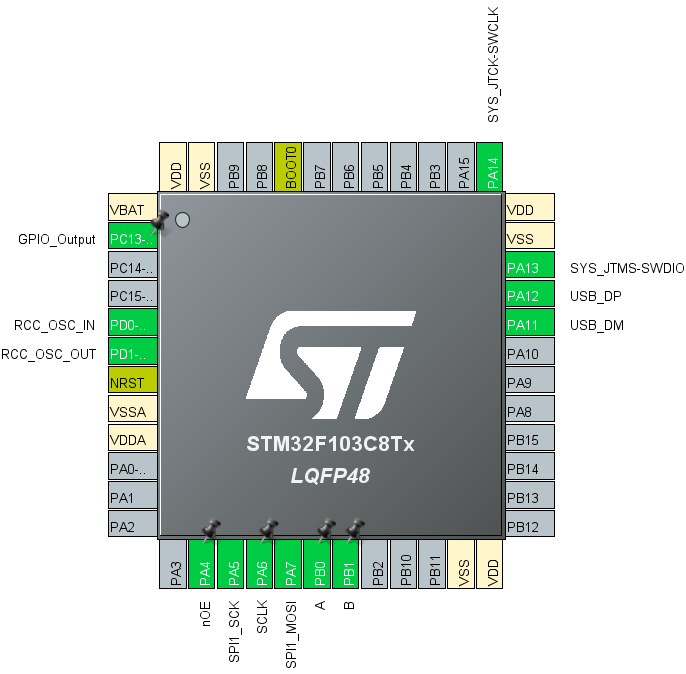 SYS_JTCK-SWCLK
VDD
VSS
PB9
PB8
BOOT0
PB7
PB6
PB5
PB4
PB3
PA15
PA14
VBAT
GPIO_Output PC13-..
PC14-..
PC15-..
RCC_OSC_IN PD0-..
RCC_OSC_OUT PD1-..
NRST
VSSA
VDDA
PA0-..
PA1
PA2
ST
STM32F103C8Tx
LQFP48
VDD
VSS
PA13 SYS_JTMS-SWDIO
PA12 USB_DP
PA11 USB_DM
PA10
PA9
PA8
PB15
PB14
PB13
PB12
PA3
PA4
PA5
PA6
PA7
PB0
PB1
PB2
PB10
PB11
VSS
VDD
nOE
SPI1_SCK
SCLK
SPI1_MOSI
A
B